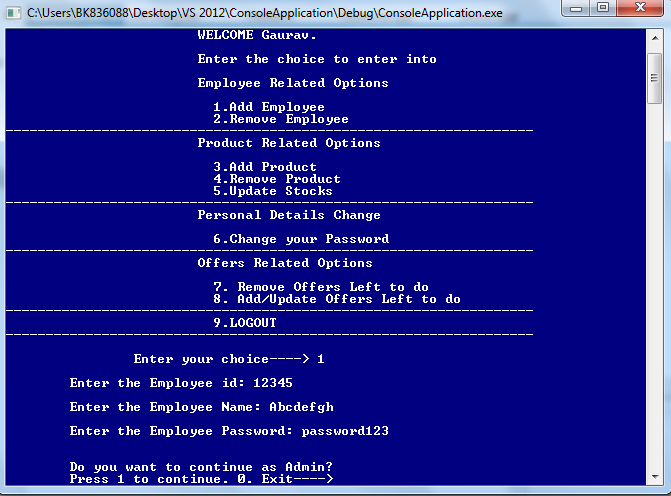 C:\Users\BK836088\Desktop\VS 2012\ConsoleApplication\Debug\ConsoleApplication.exe
WELCOME Gaurav.
Enter the choice to enter into
Employee Related Options
1.Add Employee
2.Remove Employee
------------------------------------------------------------------
Product Related Options
3.Add Product
4.Remove Product
5.Update Stocks
------------------------------------------------------------------
Personal Details Change
6.Change your Password
------------------------------------------------------------------
Offers Related Options
7. Remove Offers Left to do
8. Add/Update Offers Left to do
------------------------------------------------------------------
9.LOGOUT
------------------------------------------------------------------
Enter your choice----> 1
Enter the Employee id: 12345
Enter the Employee Name: Abcdefgh
Enter the Employee Password: password123
Do you want to continue as Admin?
Press 1 to continue. 0. Exit---->